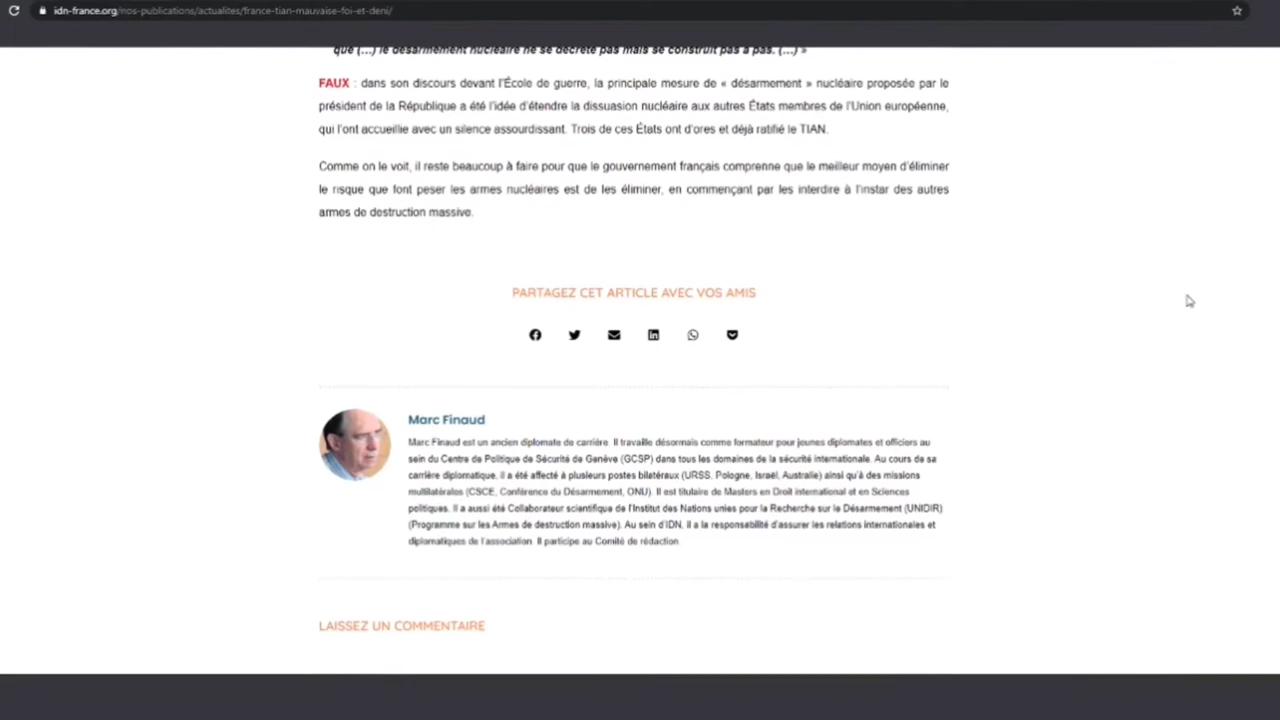 idn-france.org/nos-publications/actualites/france-tian-mauvaise-foi-et-deni/
que (...) le désarmement nucléaire ne se décrète pas mais se construit pas à pas. (...) »
FAUX : dans son discours devant l'École de guerre, la principale mesure de « désarmement » nucléaire proposée par le
président de la République a été l'idée d'étendre la dissuasion nucléaire aux autres États membres de l'Union européenne,
qui l'ont accueillie avec un silence assourdissant. Trois de ces États ont d'ores et déjà ratifié le TIAN.
Comme on le voit, il reste beaucoup à faire pour que le gouvernement français comprenne que le meilleur moyen d'éliminer
le risque que font peser les armes nucléaires est de les éliminer, en commençant par les interdire à l'instar des autres
armes de destruction massive.
PARTAGEZ CET ARTICLE AVEC VOS AMIS
Marc Finaud
Marc Finaud est un ancien diplomate de carrière. Il travaille désormais comme formateur pour jeunes diplomates et officiers au
sein du Centre de Politique de Sécurité de Genève (GCSP) dans tous les domaines de la sécurité internationale. Au cours de sa
carrière diplomatique, il a été affecté à plusieurs postes bilatéraux (URSS, Pologne, Israël, Australie) ainsi qu'à des missions
multilatérales (CSCE, Conférence du Désarmement, ONU). Il est titulaire de Masters en Droit international et en Sciences
politiques. Il a aussi été Collaborateur scientifique de l'Institut des Nations unies pour la Recherche sur le Désarmement (UNIDIR)
(Programme sur les Armes de destruction massive). Au sein d'IDN, il a la responsabilité d'assurer les relations internationales et
diplomatiques de l'association. Il participe au Comité de rédaction.
LAISSEZ UN COMMENTAIRE